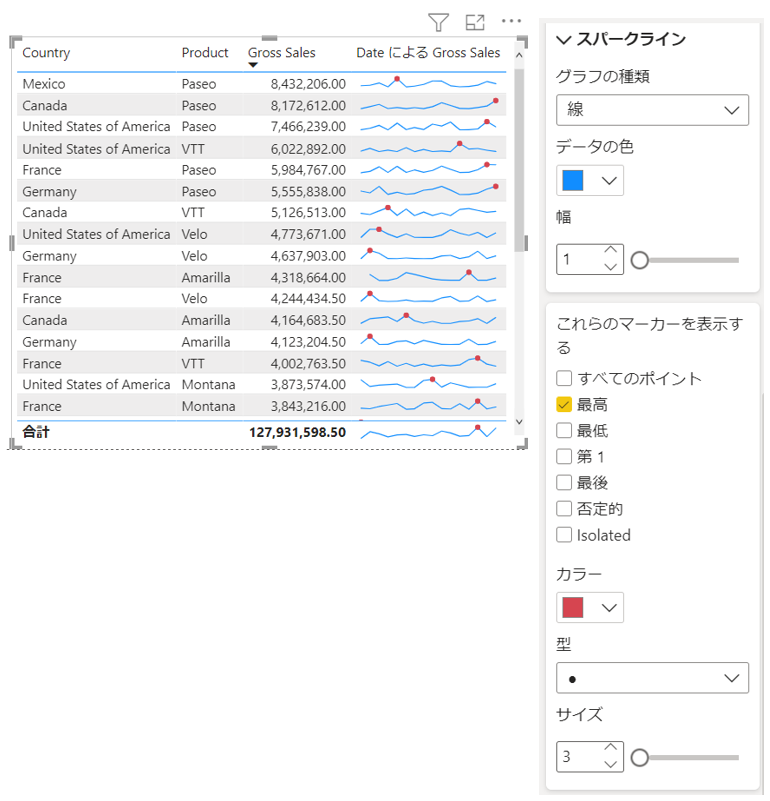 Country Product Gross Sales Date による Gross Sales
Mexico Paseo 8,432,206.00
Canada Paseo 8,172,612.00
United States of America Paseo 7,466,239.00
United States of America VTT 6,022,892.00
France Paseo 5,984,767.00
Germany Paseo 5,555,838.00
Canada VTT 5,126,513.00
United States of America Velo 4,773,671.00
Germany Velo 4,637,903.00
France Amarilla 4,318,664.00
France Velo 4,244,434.50
Canada Amarilla 4,164,683.50
Germany Amarilla 4,123,204.50
France VTT 4,002,763.50
United States of America Montana 3,873,574.00
France Montana 3,843,216.00
合計 127,931,598.50
スパークライン
グラフの種類
線
データの色
幅
1
これらのマーカーを表示す
る
すべてのポイント
最高
最低
第 1
最後
否定的
Isolated
カラー
型
●
サイズ
3